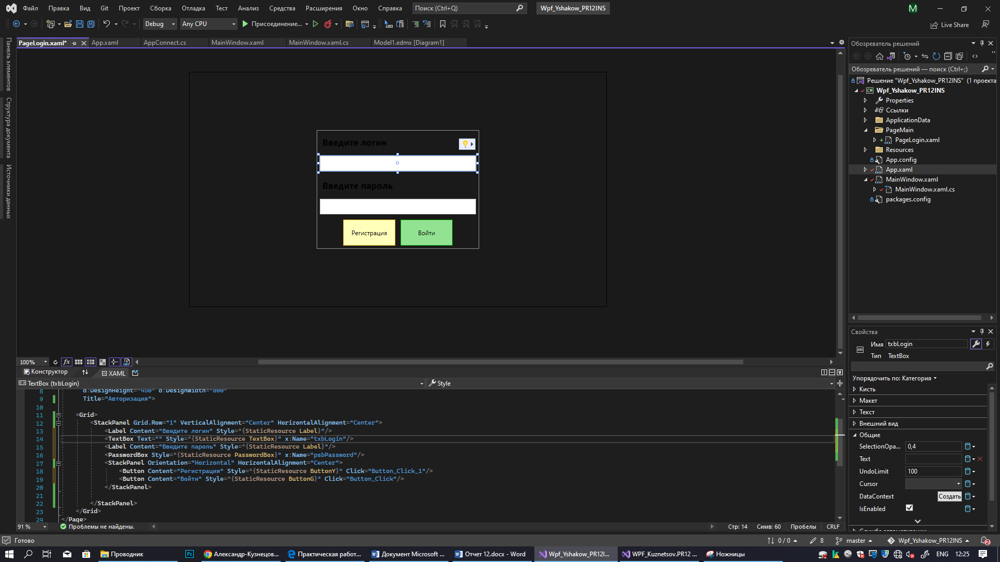 Файл Правка Вид Git Проект Сборка Отладка Тест Анализ Средства Расширения Окно Справка Поиск (Ctrl+Q) Wpf_Yshakow_PR12INS M
Debug Any CPU Присоединение... Live Share
PageLogin.xaml* App.xaml AppConnect.cs MainWindow.xaml MainWindow.xaml.cs Model1.edmx [Diagram1]
Панель элементов
Структура документа
Источники данных
Введите логин
Введите пароль
Регистрация Войти
100% fx
Конструктор XAML
TextBox (txbLogin) Style
8 d:DesignHeight="450" d:DesignWidth="800"
9 Title="Авторизация">
10
11 <Grid>
12 <StackPanel Grid.Row="1" VerticalAlignment="Center" HorizontalAlignment="Center">
13 <Label Content="Введите логин" Style="{StaticResource Label}"/>
14 <TextBox Text="" Style="{StaticResource TextBox}" x:Name="txbLogin"/>
15 <Label Content="Введите пароль" Style="{StaticResource Label}"/>
16 <PasswordBox Style="{StaticResource PasswordBox}" x:Name="psbPassword"/>
17 <StackPanel Orientation="Horizontal" HorizontalAlignment="Center">
18 <Button Content="Регистрация" Style="{StaticResource ButtonY}" Click="Button_Click_1"/>
19 <Button Content="Войти" Style="{StaticResource ButtonG}" Click="Button_Click"/>
20 </StackPanel>
21
22 </StackPanel>
23 </Grid>
24 </Page>
91 % Проблемы не найдены. Стр: 14 Симв: 60 Пробелы CRLF
Обозреватель решений
Обозреватель решений — поиск (Ctrl+;)
Решение "Wpf_Yshakow_PR12INS" (1 проекта
Wpf_Yshakow_PR12INS
Properties
Ссылки
ApplicationData
PageMain
PageLogin.xaml
Resources
App.config
App.xaml
MainWindow.xaml
MainWindow.xaml.cs
packages.config
Свойства
Имя txbLogin
Тип TextBox
Упорядочить по: Категория
Кисть
Макет
Текст
Внешний вид
Общие
SelectionOpa... 0,4
Text
UndoLimit 100
Cursor
DataContext Создать
IsEnabled
Готово 0 / 0 8 master Wpf_Yshakow_PR12INS 2
Проводник Ps Александр-Кузнецов... Практическая работ... Документ Microsoft ... Отчет 12.docx - Word Wpf_Yshakow_PR12I... WPF_Kuznetsov.PR12 ... Ножницы ENG 12:25